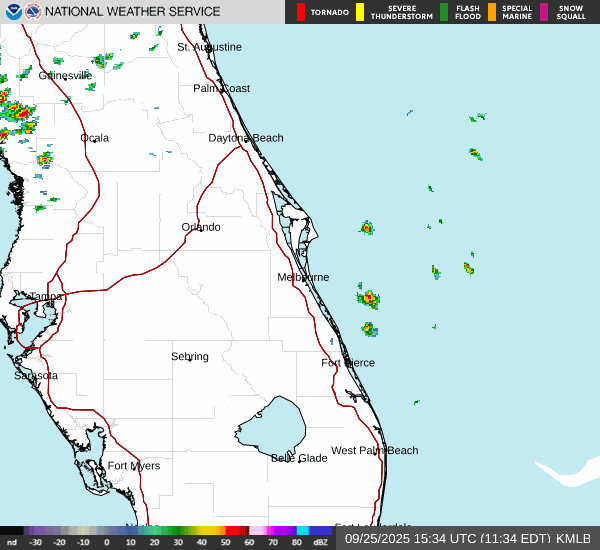 NATIONAL WEATHER SERVICE
TORNADO
SEVERE
THUNDERSTORM
FLASH
FLOOD
SPECIAL
MARINE
SNOW
SQUALL
St. Augustine
Gainesville
Palm Coast
Ocala
Daytona Beach
Orlando
Melbourne
Tampa
Sebring
Fort Pierce
Sarasota
West Palm Beach
Belle Glade
Fort Myers
nd -30 -20 -10 0 10 20 30 40 50 60 70 80 dBZ
09/25/2025 15:34 UTC (11:34 EDT) KMLB